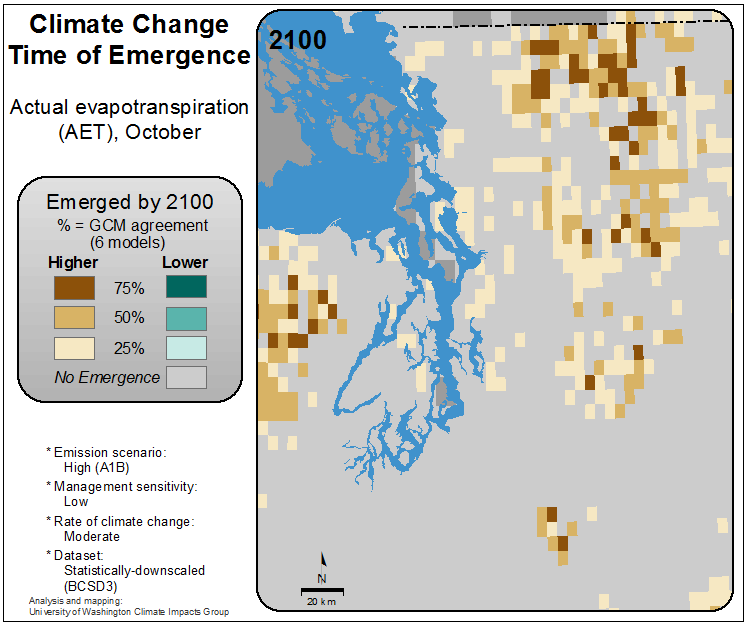 Climate Change
Time of Emergence
Actual evapotranspiration
(AET), October
Emerged by 2100
% = GCM agreement
(6 models)
Higher Lower
75%
50%
25%
No Emergence
* Emission scenario:
High (A1B)
* Management sensitivity:
Low
* Rate of climate change:
Moderate
* Dataset:
Statistically-downscaled
(BCSD3)
Analysis and mapping:
University of Washington Climate Impacts Group
2100
N
20 km